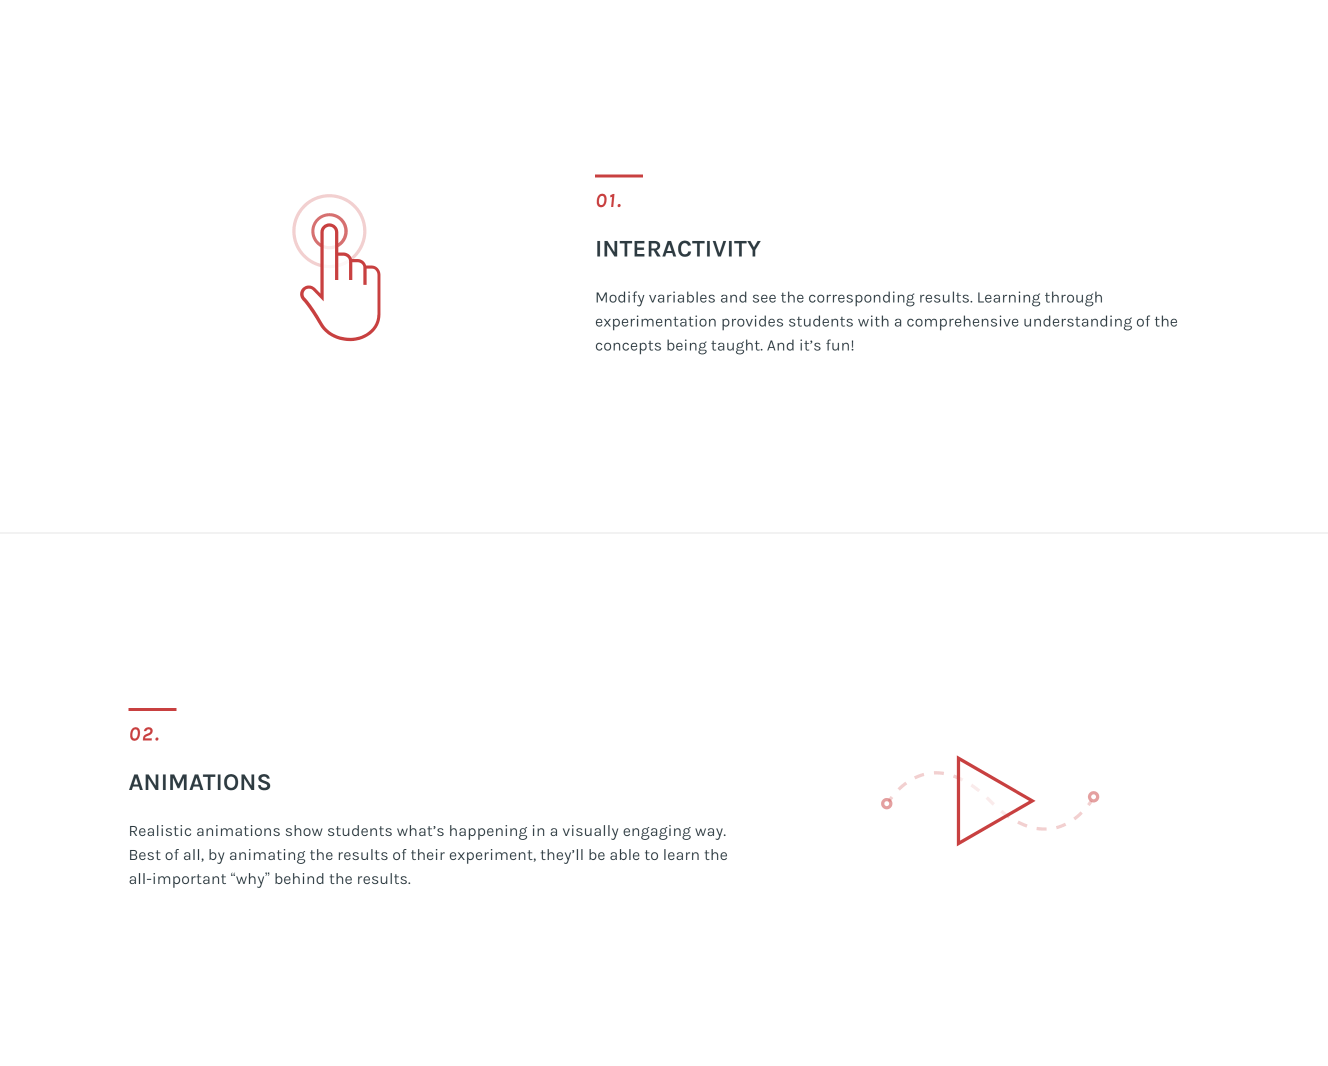 01.
INTERACTIVITY
Modify variables and see the corresponding results. Learning through
experimentation provides students with a comprehensive understanding of the
concepts being taught. And it’s fun!
02.
ANIMATIONS
Realistic animations show students what’s happening in a visually engaging way.
Best of all, by animating the results of their experiment, they’ll be able to learn the
all-important “why” behind the results.